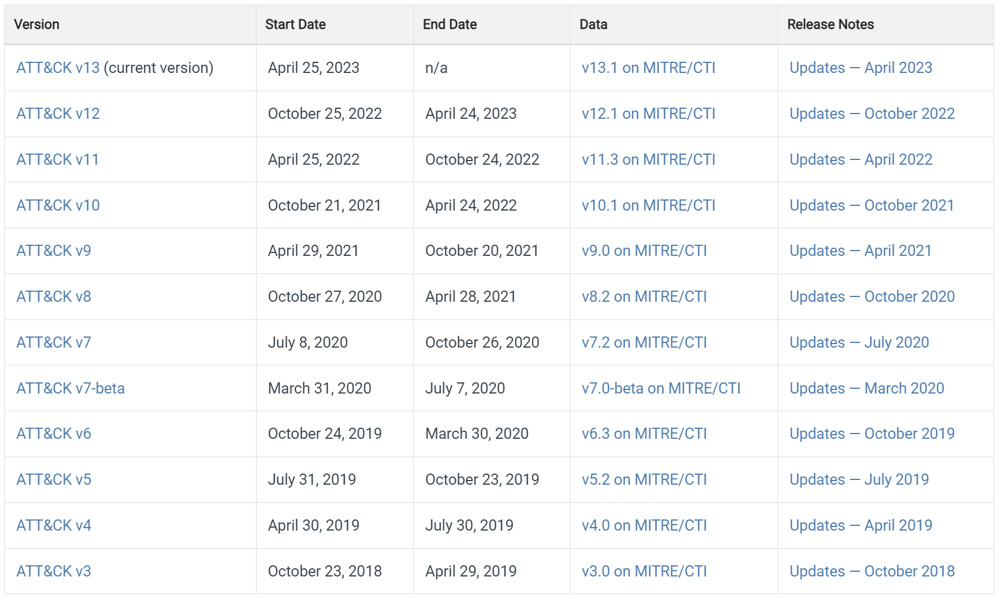 Version Start Date End Date Data Release Notes
ATT&CK v13 (current version) April 25, 2023 n/a v13.1 on MITRE/CTI Updates — April 2023
ATT&CK v12 October 25, 2022 April 24, 2023 v12.1 on MITRE/CTI Updates — October 2022
ATT&CK v11 April 25, 2022 October 24, 2022 v11.3 on MITRE/CTI Updates — April 2022
ATT&CK v10 October 21, 2021 April 24, 2022 v10.1 on MITRE/CTI Updates — October 2021
ATT&CK v9 April 29, 2021 October 20, 2021 v9.0 on MITRE/CTI Updates — April 2021
ATT&CK v8 October 27, 2020 April 28, 2021 v8.2 on MITRE/CTI Updates — October 2020
ATT&CK v7 July 8, 2020 October 26, 2020 v7.2 on MITRE/CTI Updates — July 2020
ATT&CK v7-beta March 31, 2020 July 7, 2020 v7.0-beta on MITRE/CTI Updates — March 2020
ATT&CK v6 October 24, 2019 March 30, 2020 v6.3 on MITRE/CTI Updates — October 2019
ATT&CK v5 July 31, 2019 October 23, 2019 v5.2 on MITRE/CTI Updates — July 2019
ATT&CK v4 April 30, 2019 July 30, 2019 v4.0 on MITRE/CTI Updates — April 2019
ATT&CK v3 October 23, 2018 April 29, 2019 v3.0 on MITRE/CTI Updates — October 2018